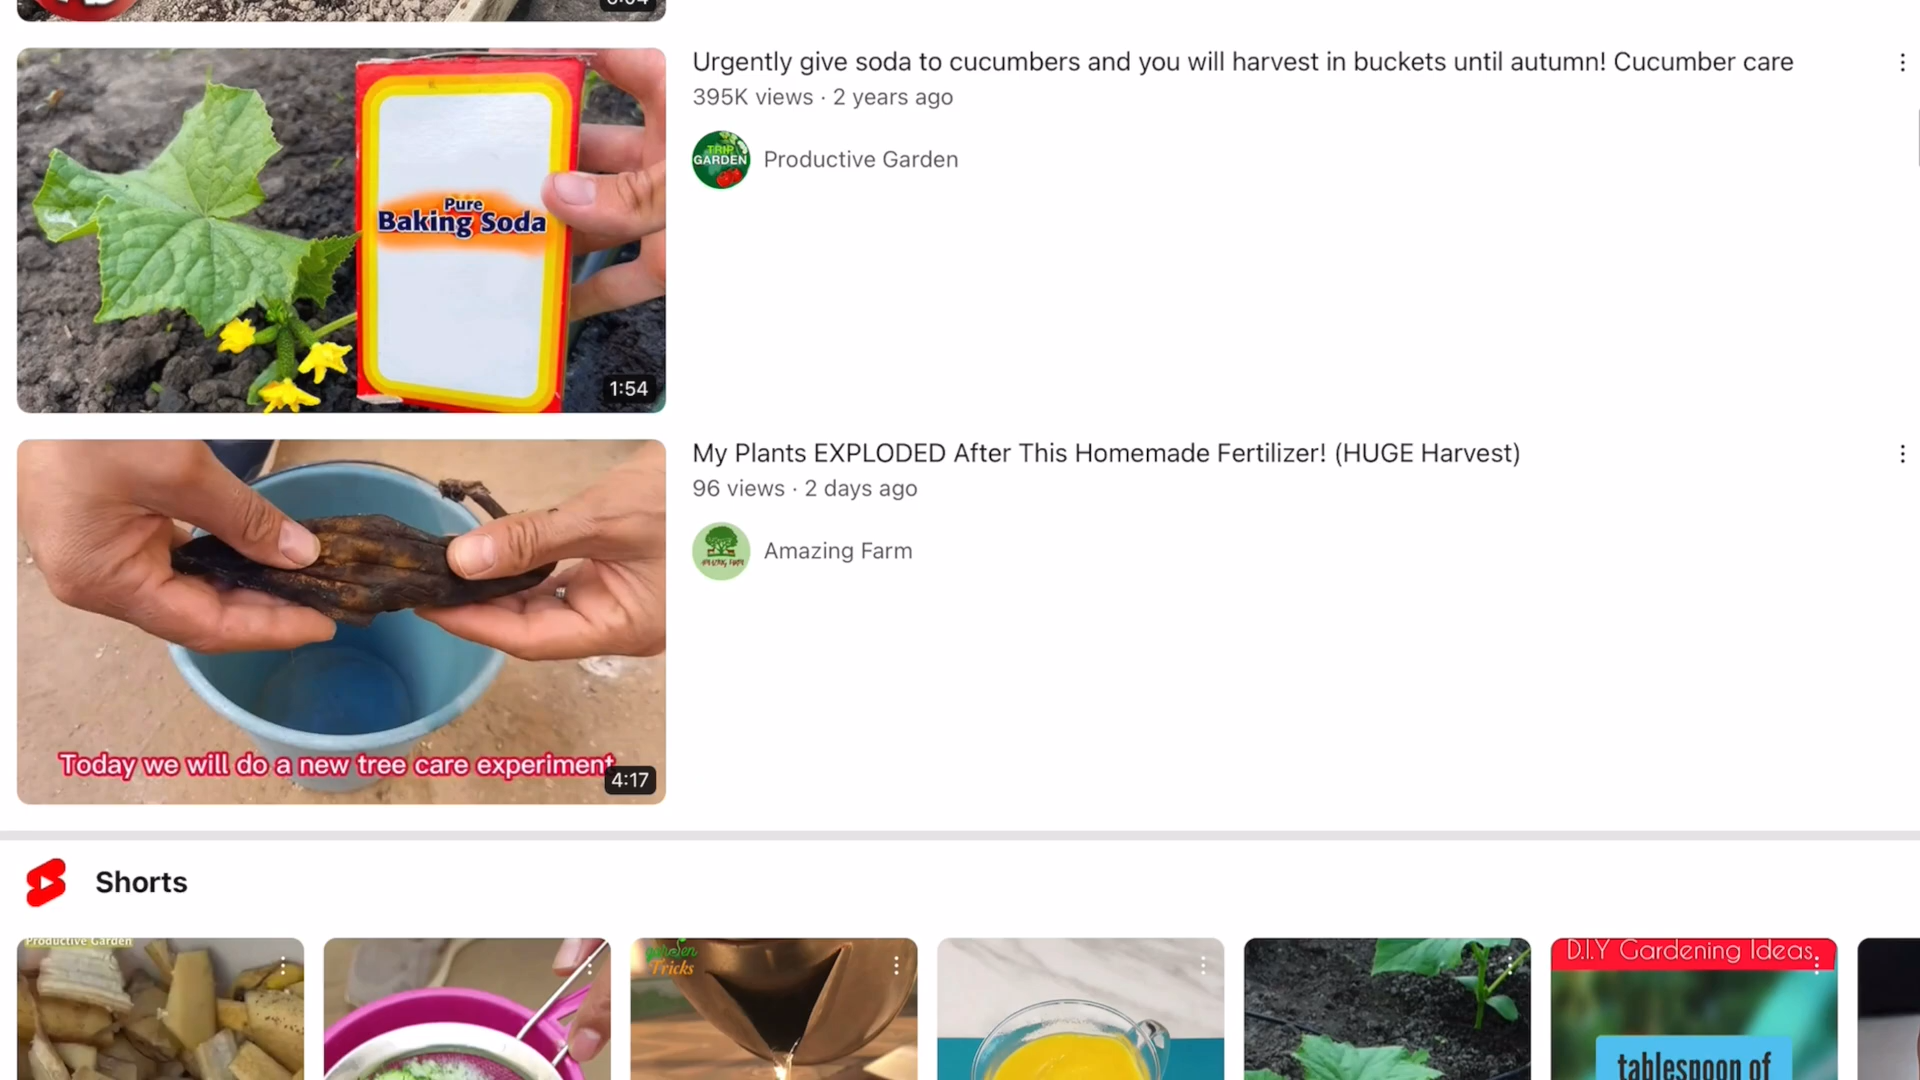 Urgently give soda to cucumbers and you will harvest in buckets until autumn! Cucumber care
395K views · 2 years ago
TRIP
GARDEN
Productive Garden
Pure
Baking Soda
1:54
My Plants EXPLODED After This Homemade Fertilizer! (HUGE Harvest)
96 views · 2 days ago
AMAZING FARM
Amazing Farm
Today we will do a new tree care experiment
4:17
Shorts
Productive Garden
garden
Tricks
D.I.Y Gardening Ideas.
tablespoon of